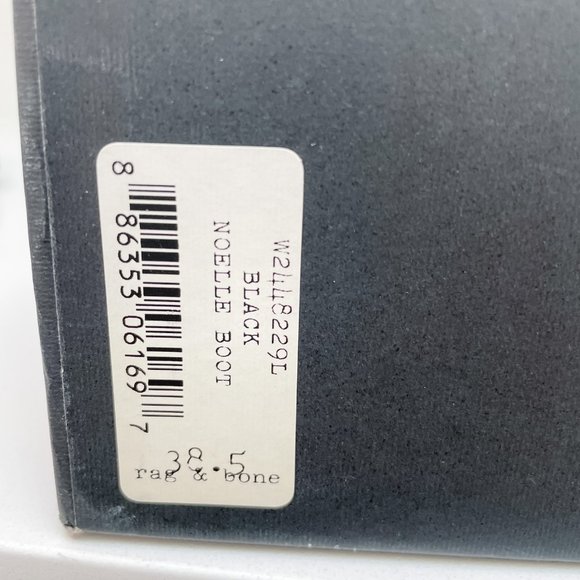 W2448229L
BLACK
NOELLE BOOT
8 86353 06169 7
38.5
rag & bone